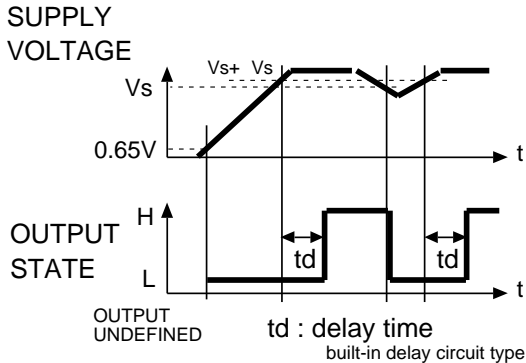 SUPPLY
VOLTAGE
Vs+ Vs
Vs
0.65V
t
H
OUTPUT
STATE
td
td
L
t
OUTPUT
UNDEFINED
td : delay time
built-in delay circuit type